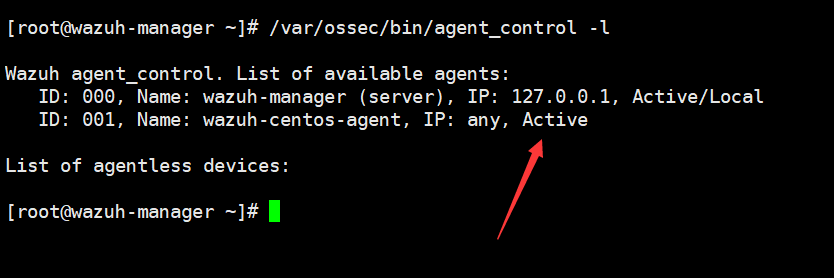 [root@wazuh-manager ~]# /var/ossec/bin/agent_control -l
Wazuh agent_control. List of available agents:
   ID: 000, Name: wazuh-manager (server), IP: 127.0.0.1, Active/Local
   ID: 001, Name: wazuh-centos-agent, IP: any, Active
List of agentless devices:
[root@wazuh-manager ~]#